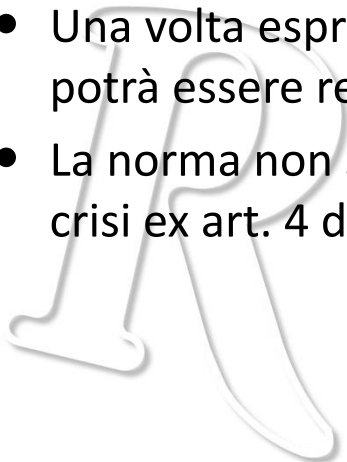 • Una volta espr
potrà essere re
• La norma non
crisi ex art. 4 d
R